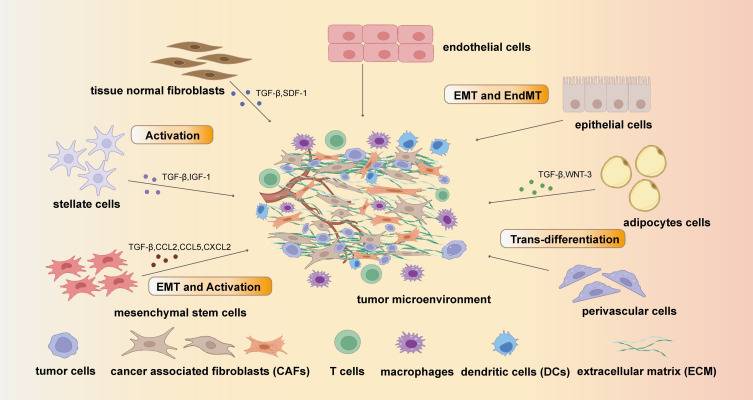 endothelial cells
tissue normal fibroblasts
TGF-β,SDF-1
EMT and EndMT
epithelial cells
Activation
TGF-β,IGF-1
stellate cells
TGF-β,WNT-3
adipocytes cells
TGF-β,CCL2,CCL5,CXCL2
Trans-differentiation
EMT and Activation
mesenchymal stem cells
tumor microenvironment
perivascular cells
tumor cells
cancer associated fibroblasts (CAFs)
T cells
macrophages
dendritic cells (DCs)
extracellular matrix (ECM)